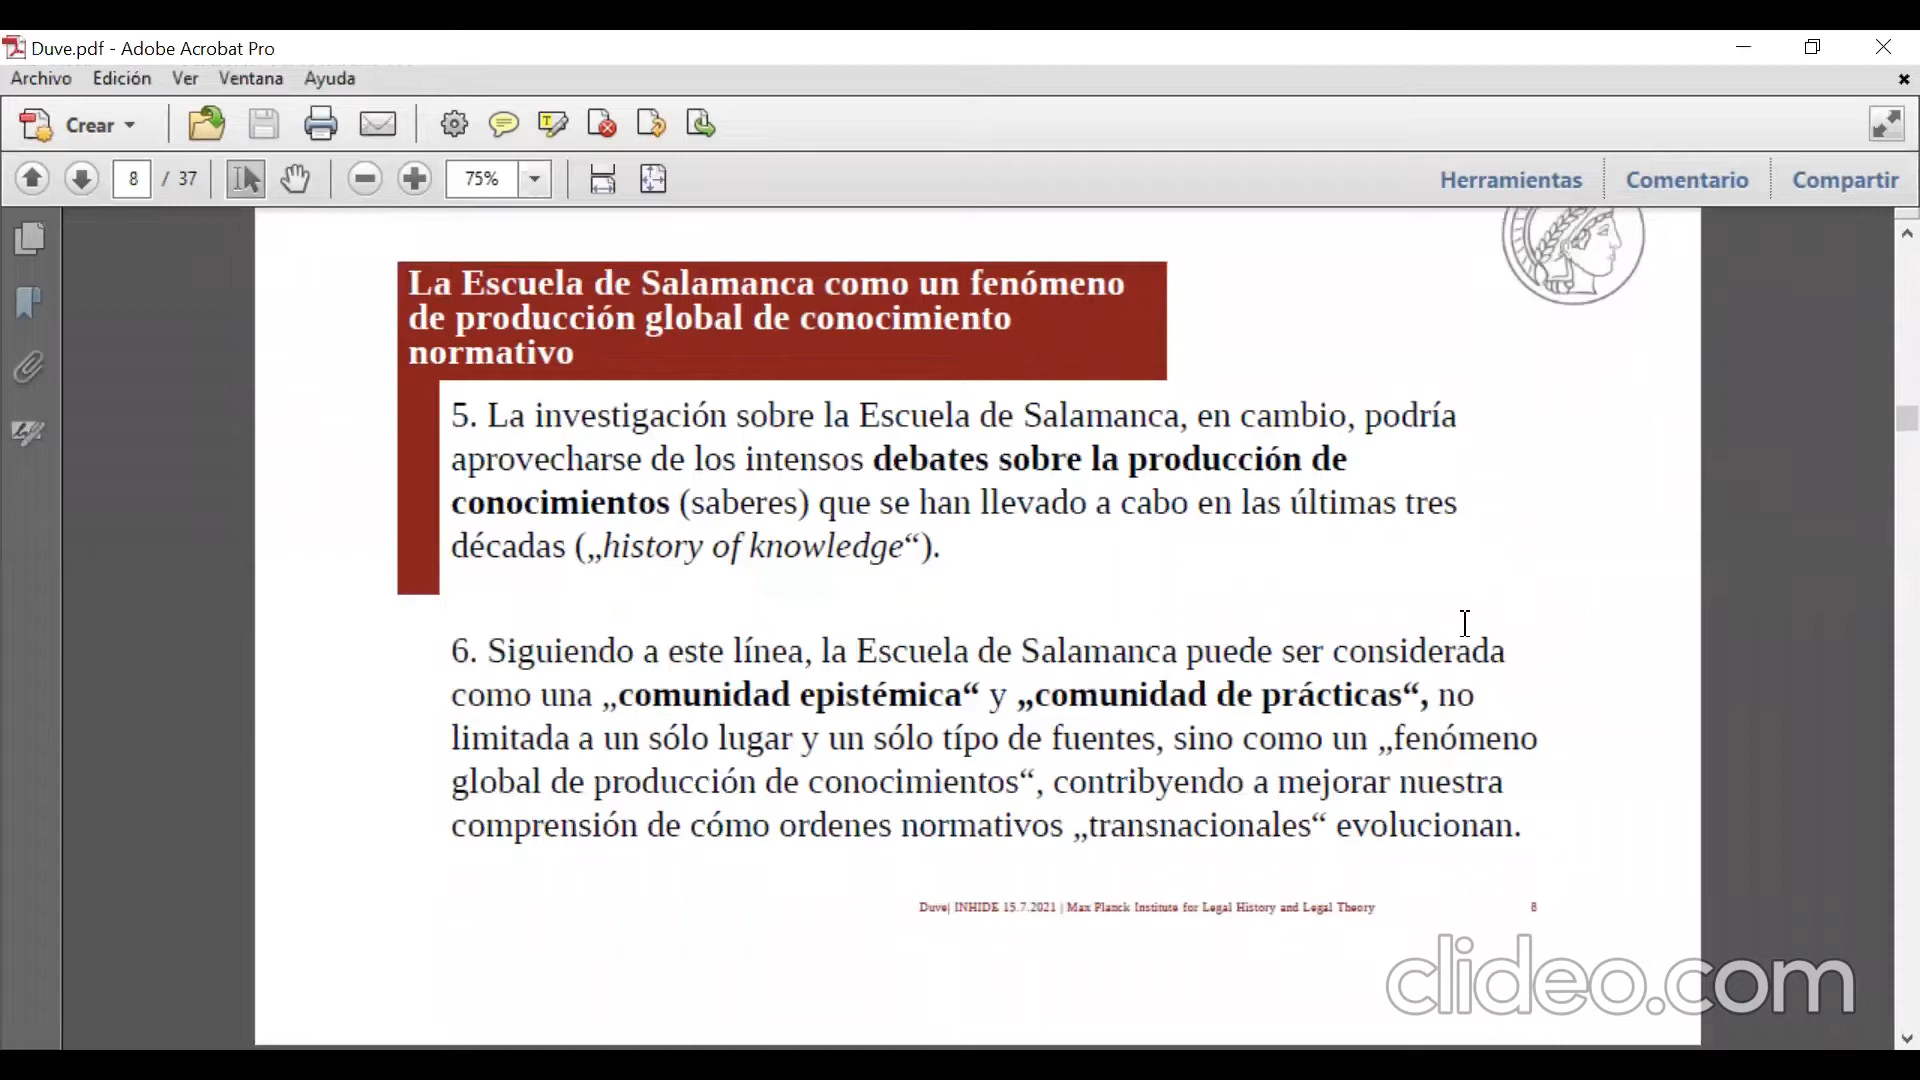 Duve.pdf - Adobe Acrobat Pro
Archivo Edición Ver Ventana Ayuda
Crear
8 / 37 75% Herramientas Comentario Compartir
La Escuela de Salamanca como un fenómeno
de producción global de conocimiento
normativo
5. La investigación sobre la Escuela de Salamanca, en cambio, podría
aprovecharse de los intensos debates sobre la producción de
conocimientos (saberes) que se han llevado a cabo en las últimas tres
décadas („history of knowledge“).
6. Siguiendo a este línea, la Escuela de Salamanca puede ser considerada
como una „comunidad epistémica“ y „comunidad de prácticas“, no
limitada a un sólo lugar y un sólo típo de fuentes, sino como un „fenómeno
global de producción de conocimientos“, contribyendo a mejorar nuestra
comprensión de cómo ordenes normativos „transnacionales“ evolucionan.
Duve| INHIDE 15.7.2021 | Max Planck Institute for Legal History and Legal Theory 8
clideo.com